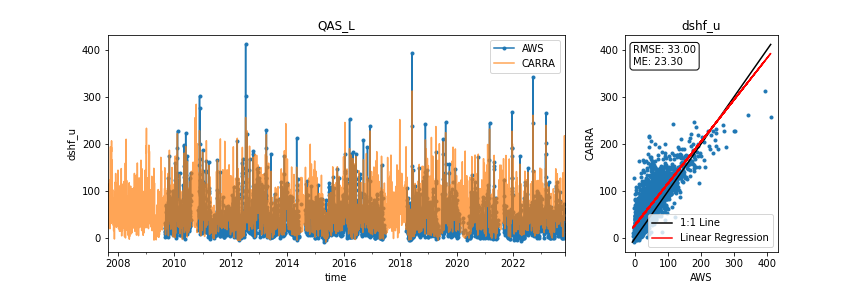 QAS_L
dshf_u
400
300
200
100
0
2008
2010
2012
2014
2016
2018
2020
2022
time
AWS
CARRA
dshf_u
CARRA
400
300
200
100
0
RMSE: 33.00
ME: 23.30
1:1 Line
Linear Regression
0
100
200
300
400
AWS